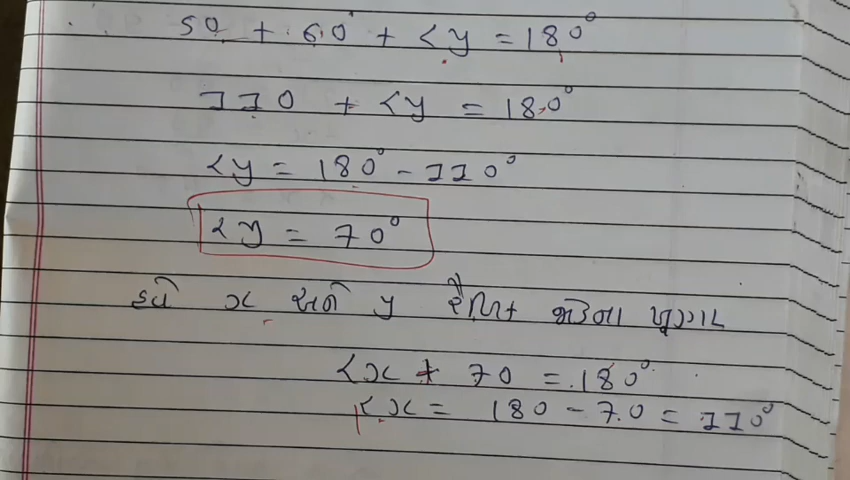 50 + 60° + ∠y = 180°
110 + ∠y = 180°
∠y = 180° - 110°
∠y = 70°
હવે x અને y રૈખિક જોડના ખૂણા
∠x + 70 = 180°
∠x = 180 - 70 = 110°